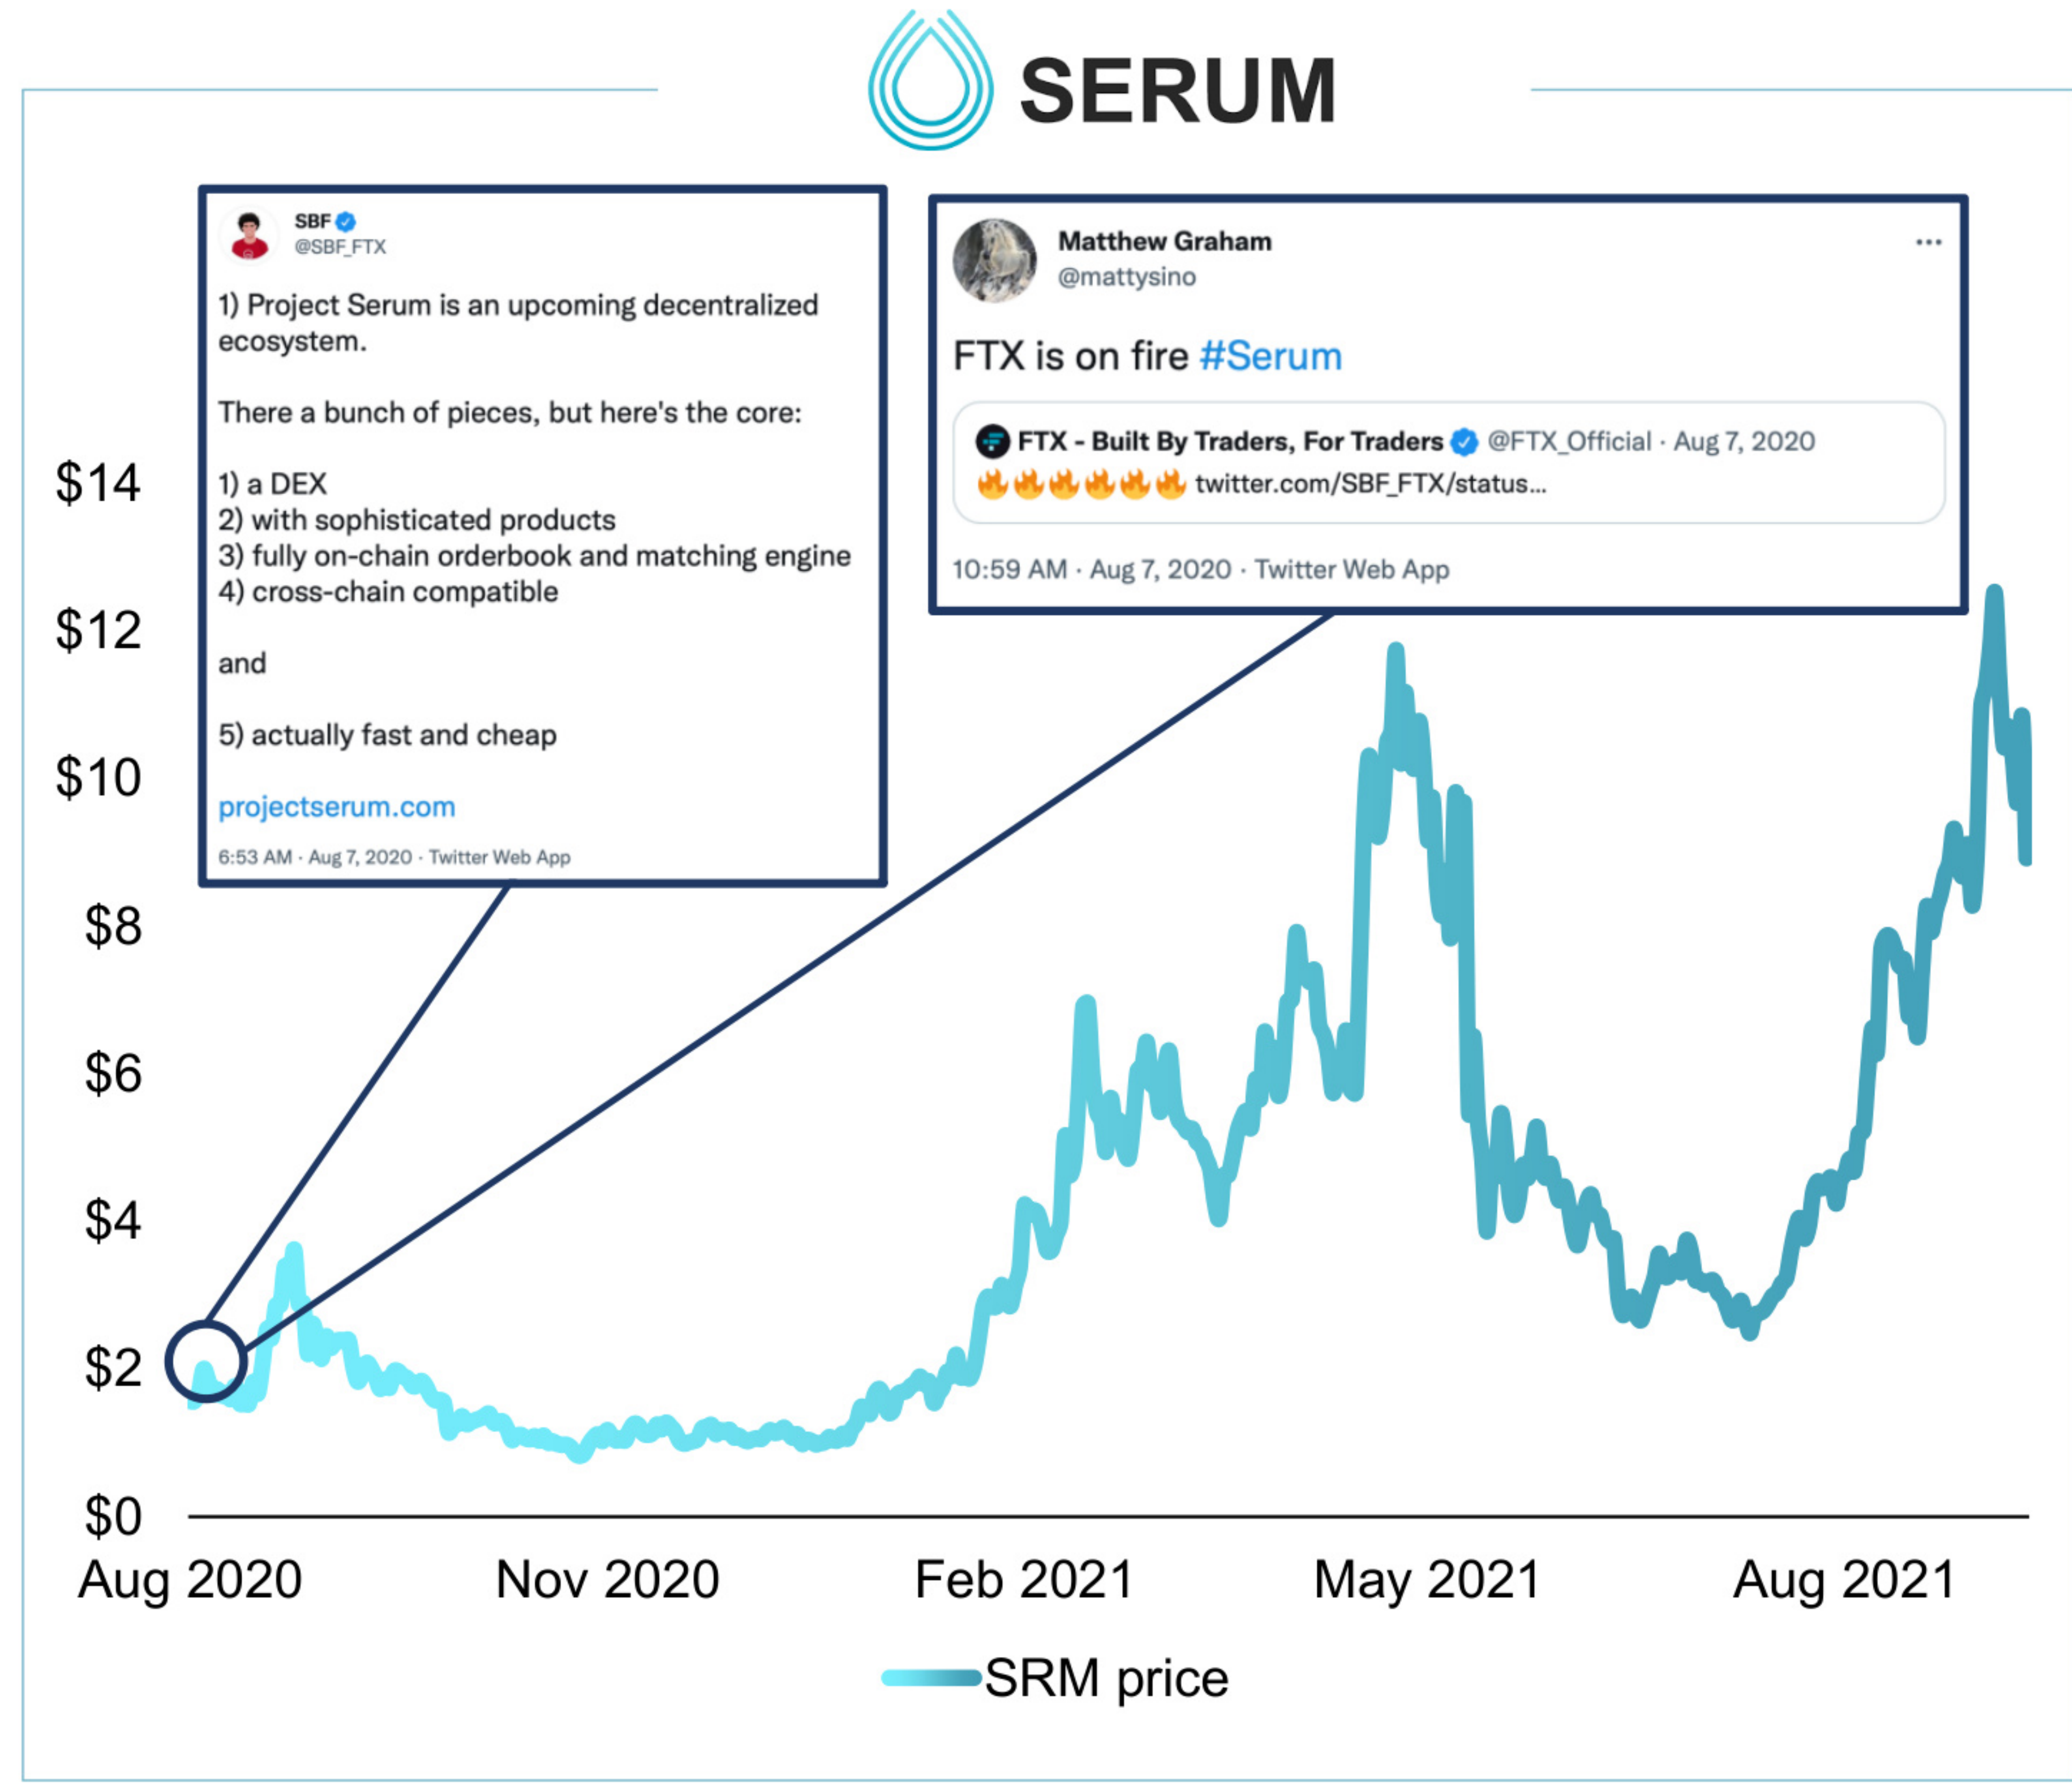 SERUM
SBF
@SBF_FTX
1) Project Serum is an upcoming decentralized
ecosystem.
There a bunch of pieces, but here's the core:
1) a DEX
2) with sophisticated products
3) fully on-chain orderbook and matching engine
4) cross-chain compatible
and
5) actually fast and cheap
projectserum.com
6:53 AM · Aug 7, 2020 · Twitter Web App
Matthew Graham
@mattysino
FTX is on fire #Serum
FTX - Built By Traders, For Traders @FTX_Official · Aug 7, 2020
🔥🔥🔥🔥🔥🔥 twitter.com/SBF_FTX/status...
10:59 AM · Aug 7, 2020 · Twitter Web App
$14
$12
$10
$8
$6
$4
$2
$0
Aug 2020 Nov 2020 Feb 2021 May 2021 Aug 2021
SRM price